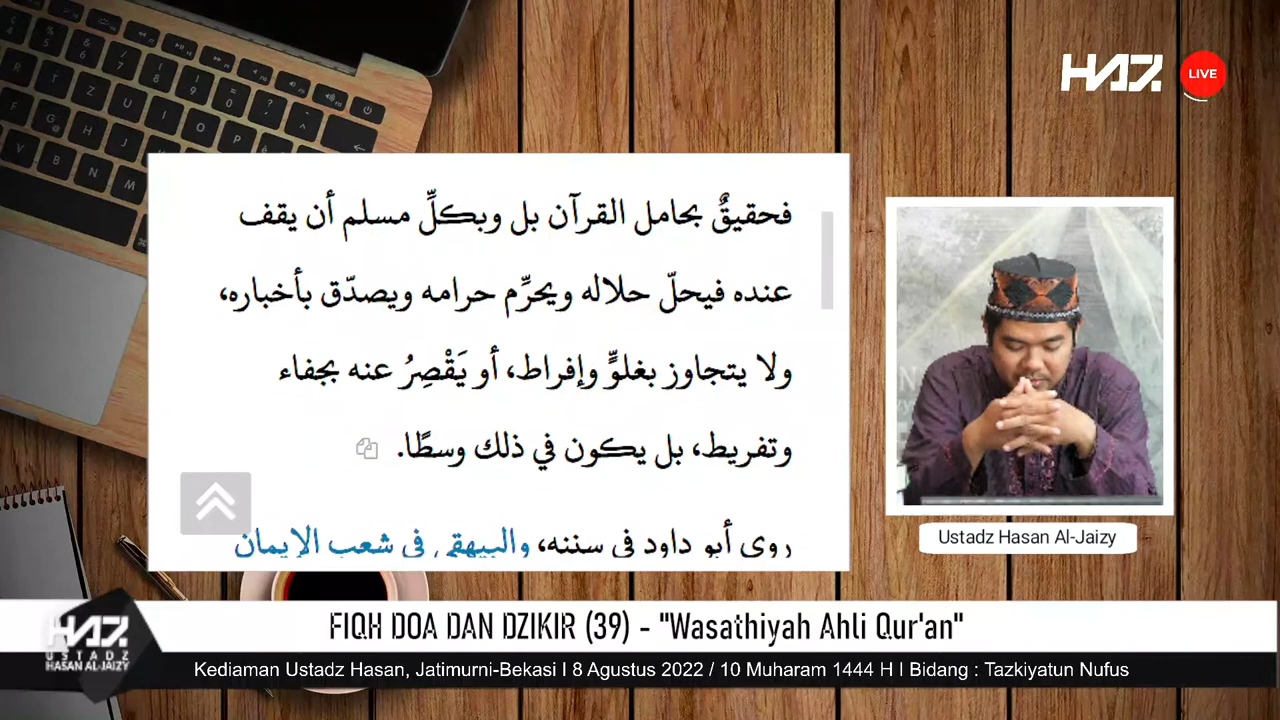 HAZ
LIVE
فحقيقٌ بحامل القرآن بل وبكلِّ مسلم أن يقف
عنده فيحلّ حلاله ويحرِّم حرامه ويصدّق بأخباره،
ولا يتجاوز بغلوٍّ وإفراط، أو يَقْصِرُ عنه بجفاء
وتفريط، بل يكون في ذلك وسطًا.
روى أبو داود في سننه، والبيهقي في شعب الإيمان
Ustadz Hasan Al-Jaizy
FIQH DOA DAN DZIKIR (39) - "Wasathiyah Ahli Qur'an"
HAZ
USTADZ
HASAN AL-JAIZY
Kediaman Ustadz Hasan, Jatimurni-Bekasi I 8 Agustus 2022 / 10 Muharam 1444 H I Bidang : Tazkiyatun Nufus